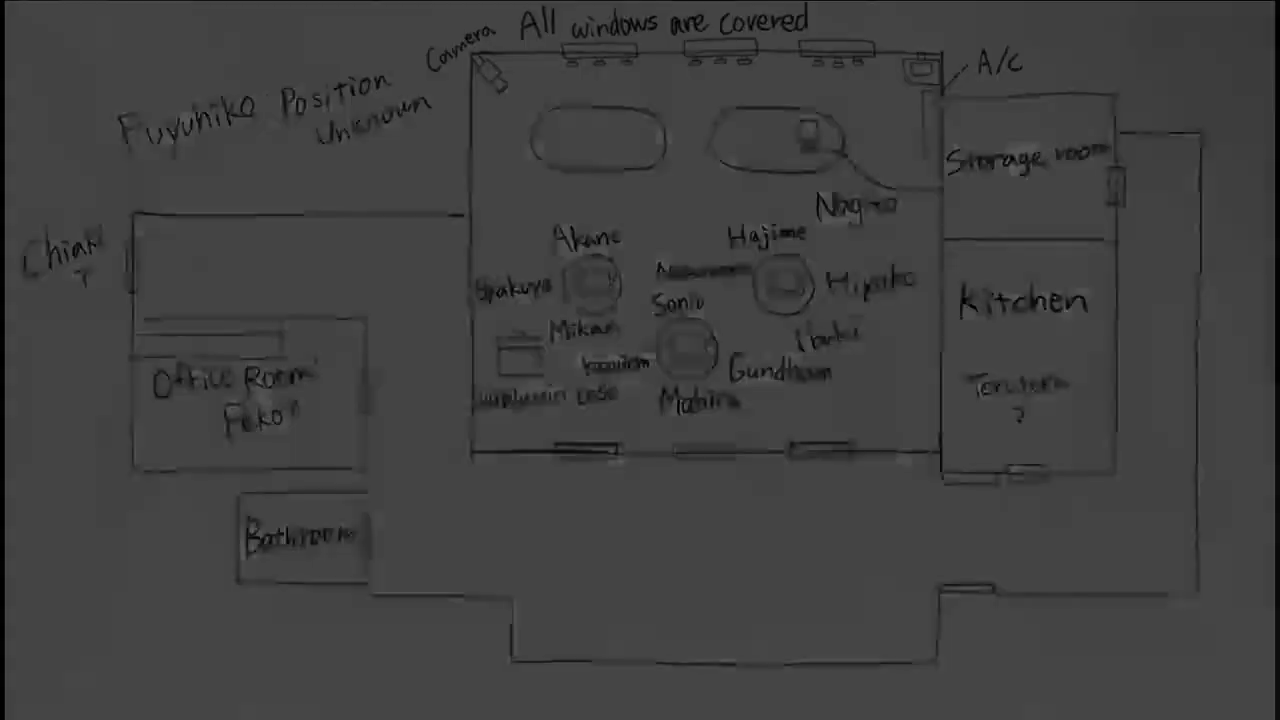 All windows are covered
Camera
A/C
Fuyuhiko Position
Unknown
Storage room
Nagito
Chiaki
?
Akane
Hajime
Byakuya
Hiyoko
Sonia
Kitchen
Mikan
Ibuki
Gundham
Office Room
Peko
Mahiru
Teruteru
?
Bathroom